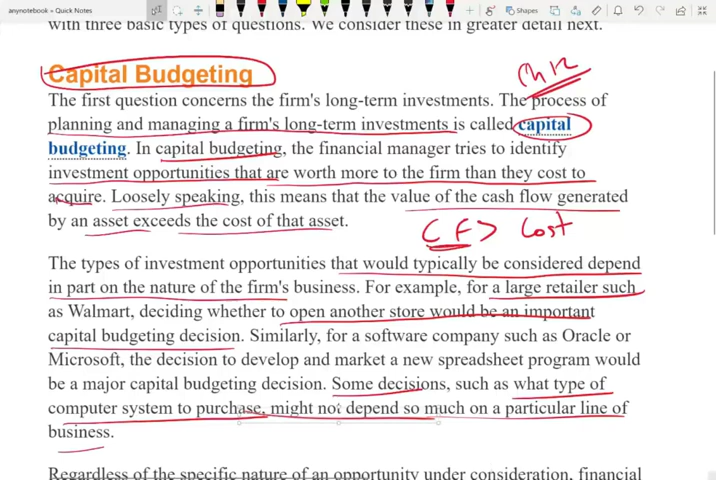 anynotebook » Quick Notes
Shapes
with three basic types of questions. We consider these in greater detail next.
Capital Budgeting
The first question concerns the firm's long-term investments. The process of
planning and managing a firm's long-term investments is called capital
budgeting. In capital budgeting, the financial manager tries to identify
investment opportunities that are worth more to the firm than they cost to
acquire. Loosely speaking, this means that the value of the cash flow generated
by an asset exceeds the cost of that asset.
CF > Cost
The types of investment opportunities that would typically be considered depend
in part on the nature of the firm's business. For example, for a large retailer such
as Walmart, deciding whether to open another store would be an important
capital budgeting decision. Similarly, for a software company such as Oracle or
Microsoft, the decision to develop and market a new spreadsheet program would
be a major capital budgeting decision. Some decisions, such as what type of
computer system to purchase, might not depend so much on a particular line of
business.
Regardless of the specific nature of an opportunity under consideration, financial